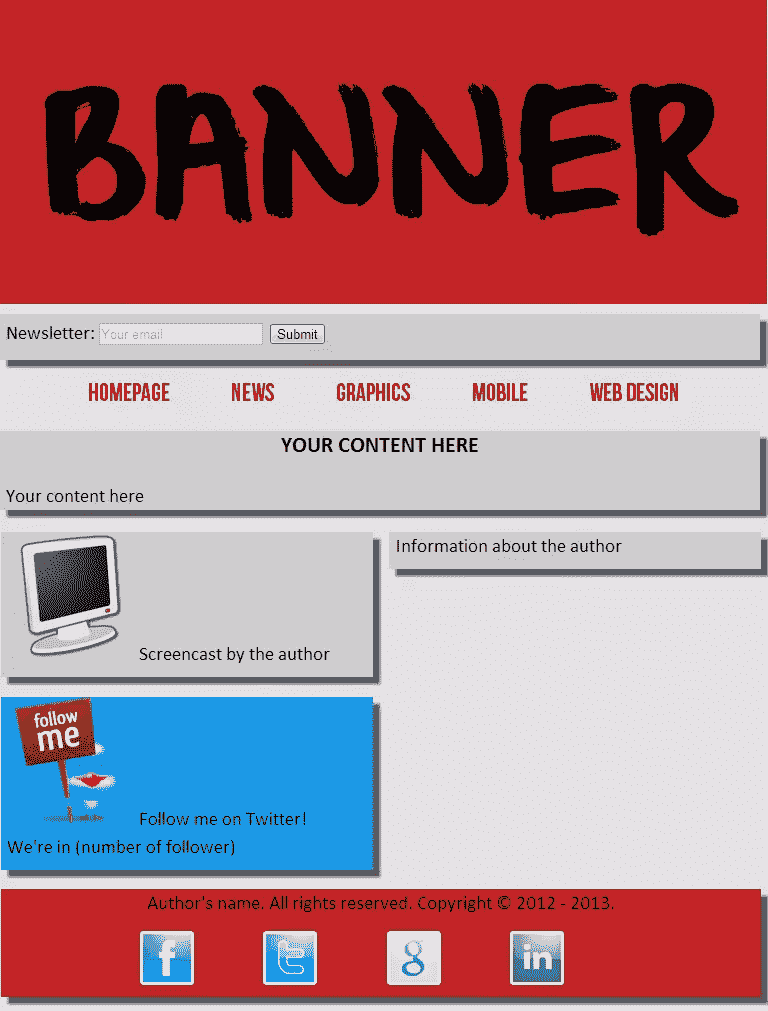 BANNER
Newsletter: Your email Submit
HOMEPAGE NEWS GRAPHICS MOBILE WEB DESIGN
YOUR CONTENT HERE
Your content here
Screencast by the author
Information about the author
follow
me
Follow me on Twitter!
We're in (number of follower)
Author's name. All rights reserved. Copyright © 2012 - 2013.
f t g in